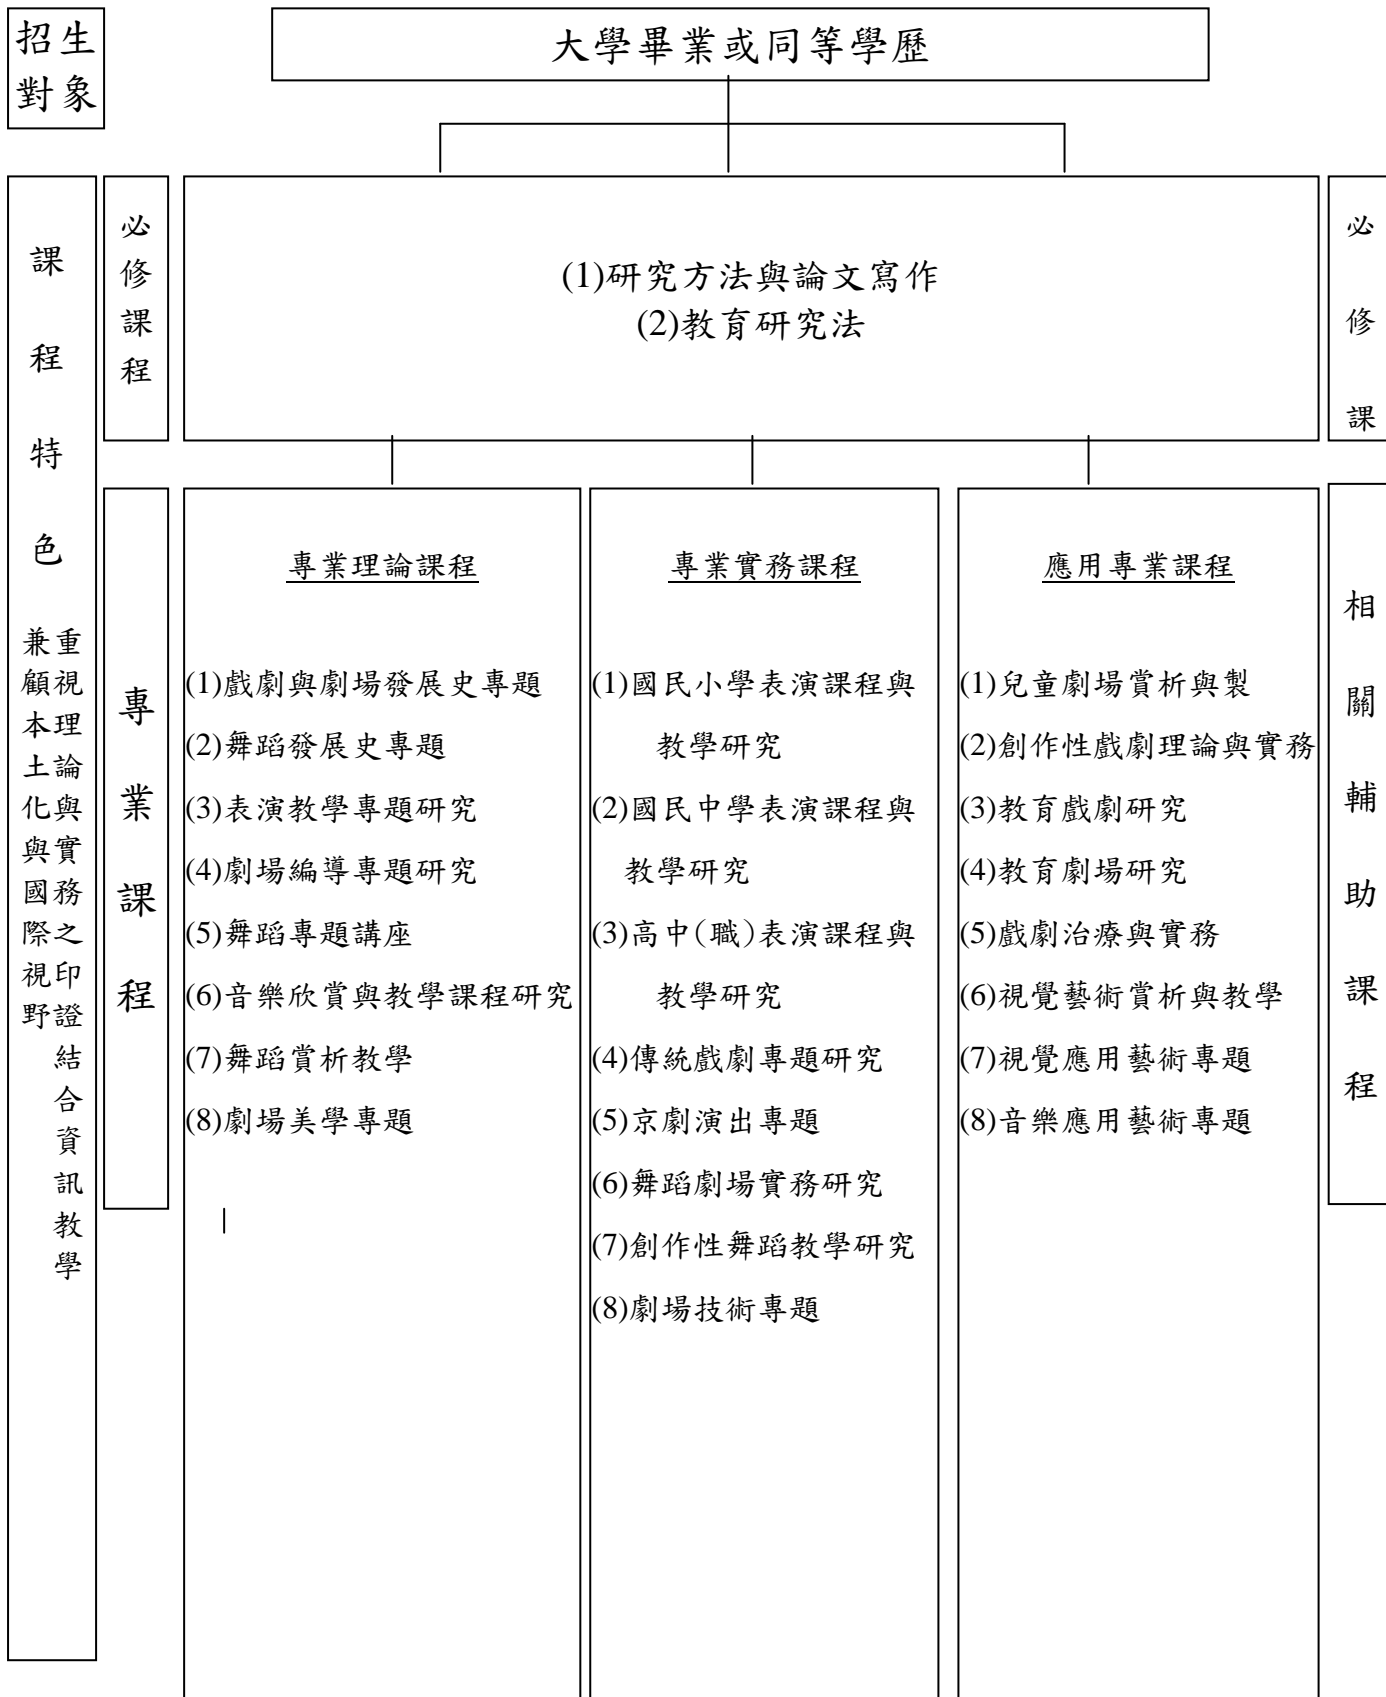 招生
對象
大學畢業或同等學歷
課程特色
重視理論與實務之印證結合資訊教學
兼顧本土化與國際視野
必修課程
(1)研究方法與論文寫作
(2)教育研究法
必修課
專業課程
專業理論課程
(1)戲劇與劇場發展史專題
(2)舞蹈發展史專題
(3)表演教學專題研究
(4)劇場編導專題研究
(5)舞蹈專題講座
(6)音樂欣賞與教學課程研究
(7)舞蹈賞析教學
(8)劇場美學專題
專業實務課程
(1)國民小學表演課程與
教學研究
(2)國民中學表演課程與
教學研究
(3)高中(職)表演課程與
教學研究
(4)傳統戲劇專題研究
(5)京劇演出專題
(6)舞蹈劇場實務研究
(7)創作性舞蹈教學研究
(8)劇場技術專題
應用專業課程
(1)兒童劇場賞析與製
(2)創作性戲劇理論與實務
(3)教育戲劇研究
(4)教育劇場研究
(5)戲劇治療與實務
(6)視覺藝術賞析與教學
(7)視覺應用藝術專題
(8)音樂應用藝術專題
相關輔助課程